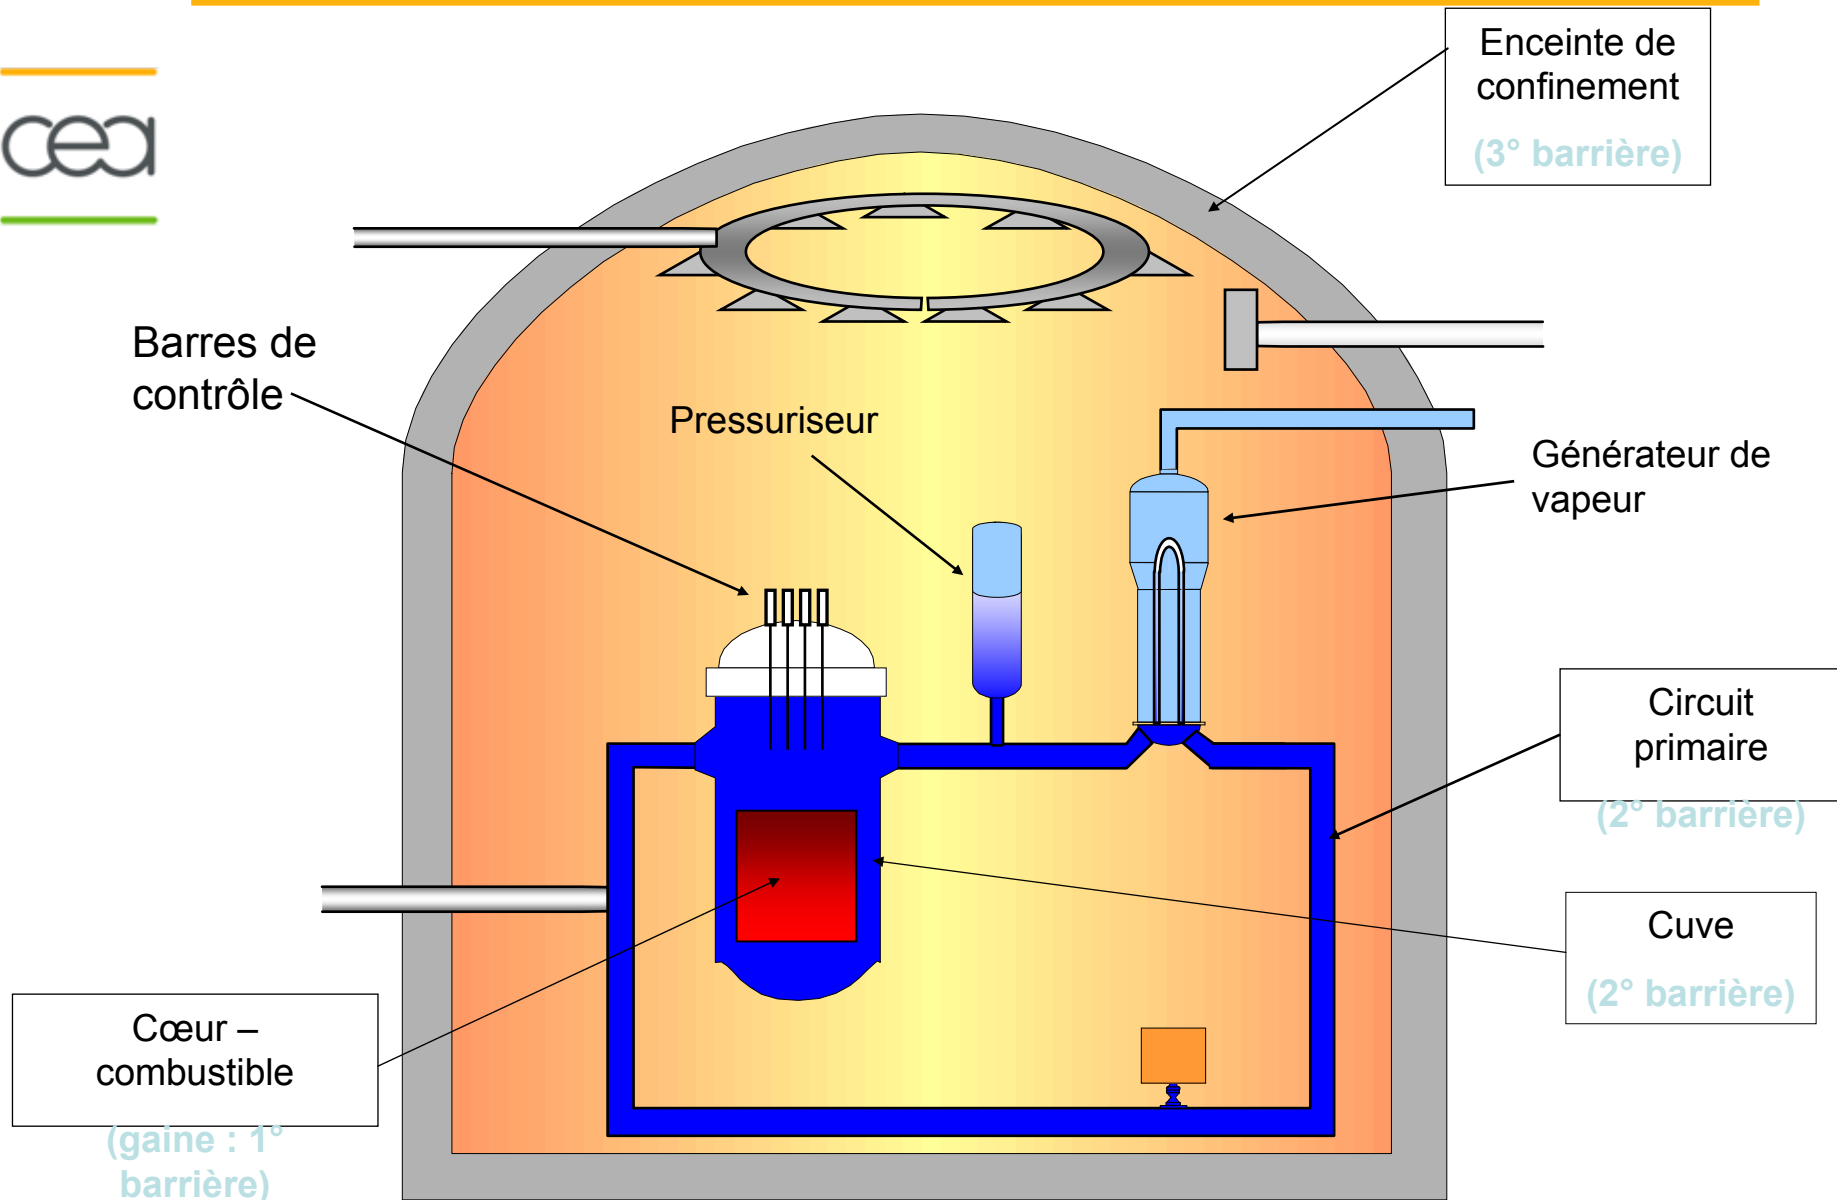 Enceinte de
confinement
(3° barrière)
cea
Barres de
contrôle
Pressuriseur
Générateur de
vapeur
Circuit
primaire
(2° barrière)
Cuve
(2° barrière)
Cœur –
combustible
(gaine : 1°
barrière)